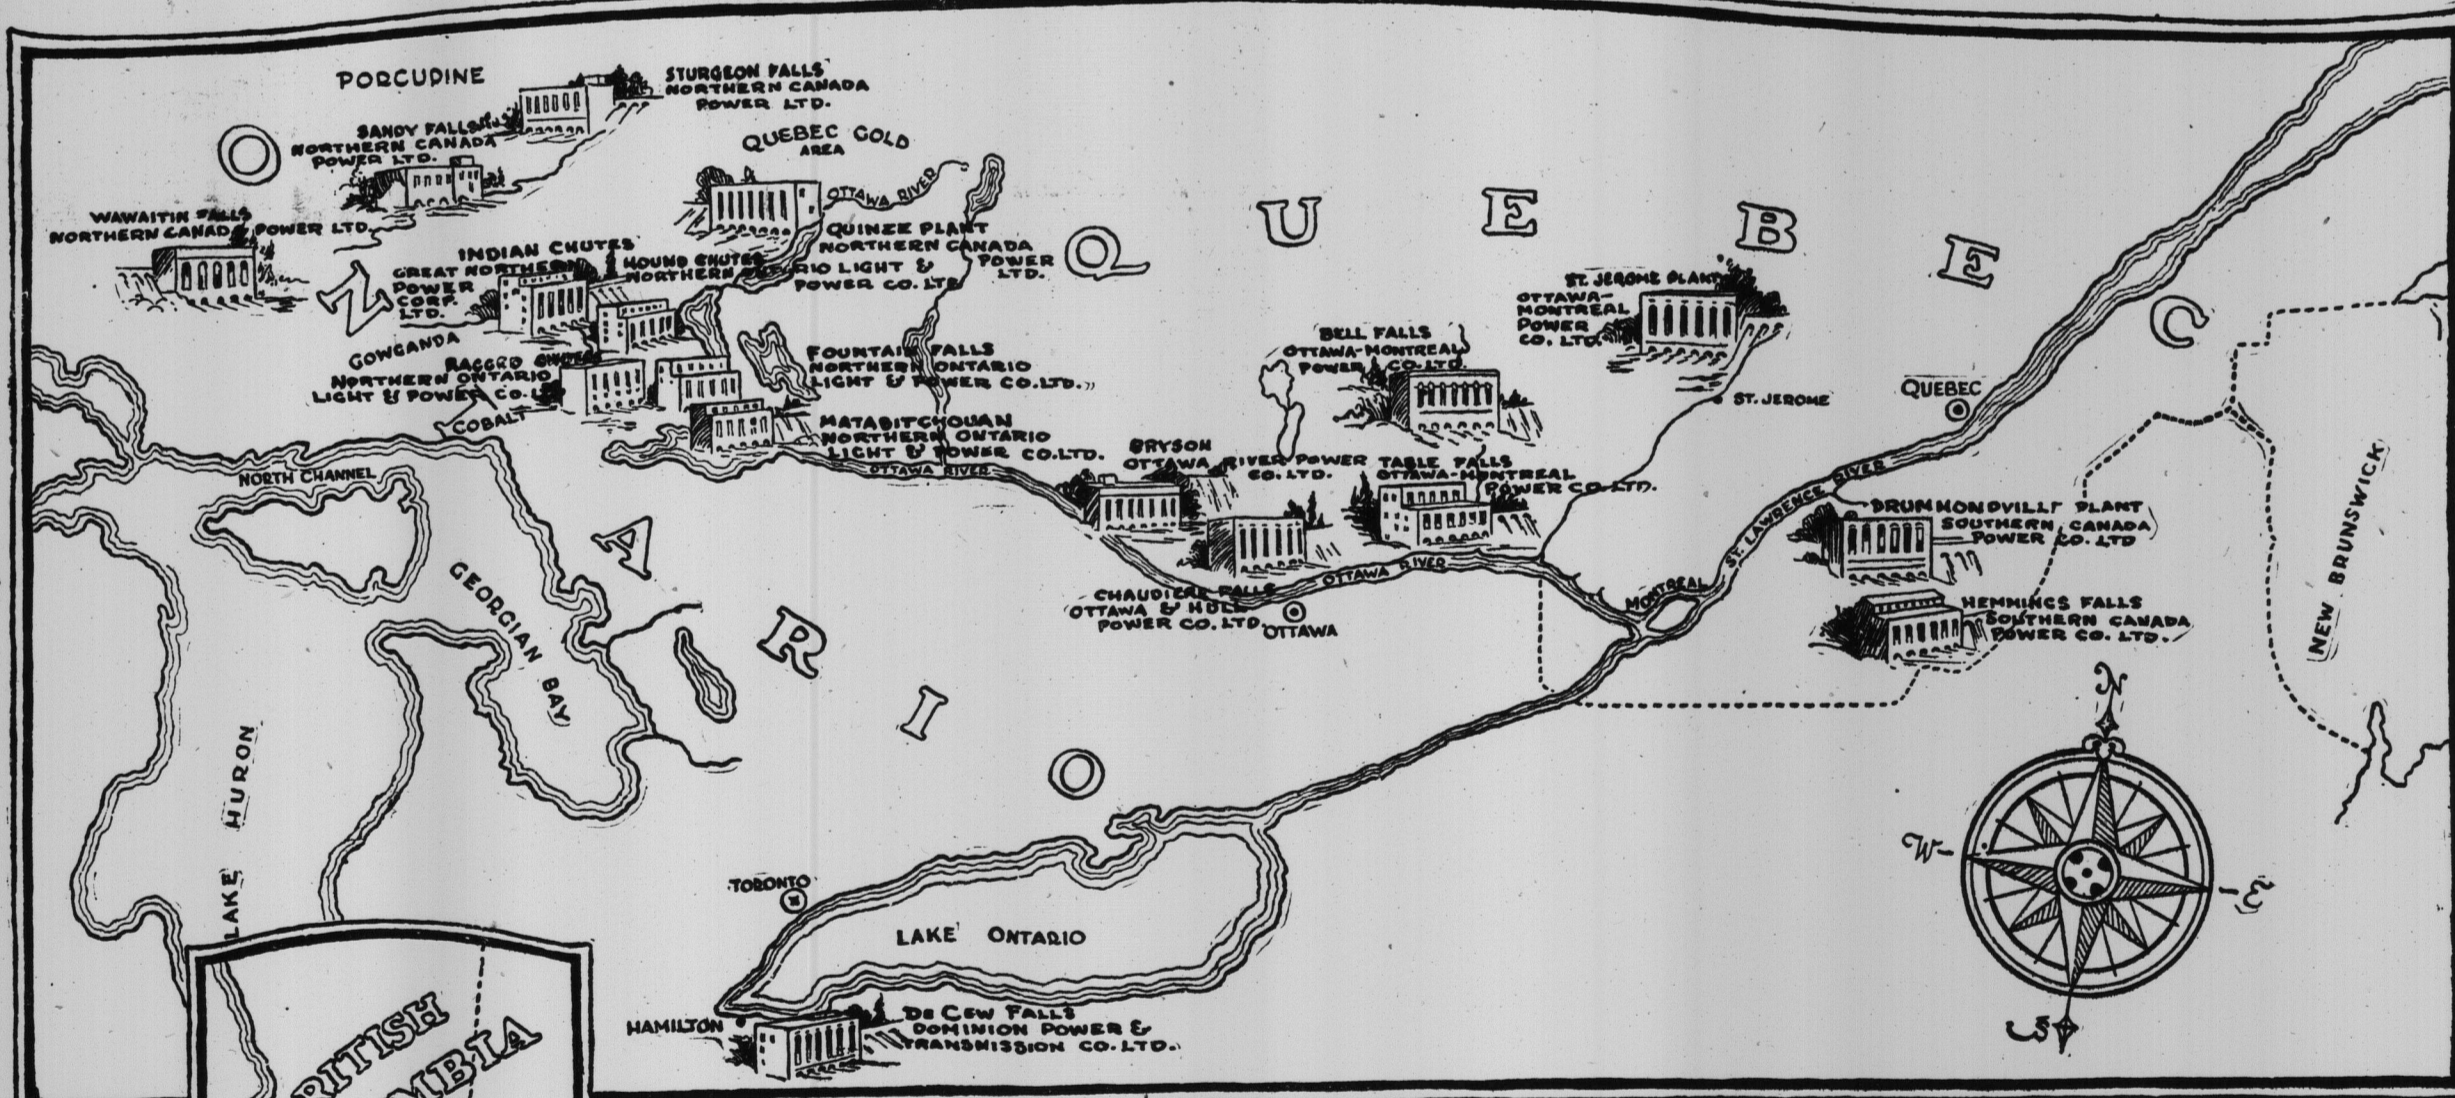 PORCUPINE
STURGEON FALLS
NORTHERN CANADA
POWER LTD.
SANDY FALLS
NORTHERN CANADA
POWER LTD.
QUEBEC GOLD
AREA
WAWAITIN FALLS
NORTHERN CANADA POWER LTD.
OTTAWA RIVER
QUINZE PLANT
NORTHERN CANADA
POWER
LTD.
INDIAN CHUTES
GREAT NORTHERN
POWER
CORP.
LTD.
HOUND CHUTES
NORTHERN ONTARIO LIGHT &
POWER CO. LTD
GOWGANDA
RAGGED CHUTES
NORTHERN ONTARIO
LIGHT & POWER CO. LTD
COBALT
FOUNTAIN FALLS
NORTHERN ONTARIO
LIGHT & POWER CO. LTD.
MATABITCHOUAN
NORTHERN ONTARIO
LIGHT & POWER CO. LTD.
OTTAWA RIVER
O N T A R I O
Q U E B E C
ST. JEROME PLANT
OTTAWA-
MONTREAL
POWER
CO. LTD.
ST. JEROME
BELL FALLS
OTTAWA-MONTREAL
POWER CO. LTD.
BRYSON
OTTAWA RIVER POWER
CO. LTD.
TABLE FALLS
OTTAWA-MONTREAL
POWER CO. LTD.
CHAUDIERE FALLS
OTTAWA & HULL
POWER CO. LTD.
OTTAWA
OTTAWA RIVER
MONTREAL
ST. LAWRENCE RIVER
QUEBEC
DRUMMONDVILLE PLANT
SOUTHERN CANADA
POWER CO. LTD
HEMMINGS FALLS
SOUTHERN CANADA
POWER CO. LTD.
NEW BRUNSWICK
NORTH CHANNEL
GEORGIAN BAY
LAKE HURON
TORONTO
LAKE ONTARIO
HAMILTON
DE CEW FALLS
DOMINION POWER &
TRANSMISSION CO. LTD.
N
W
E
S
RITISH
MBIA